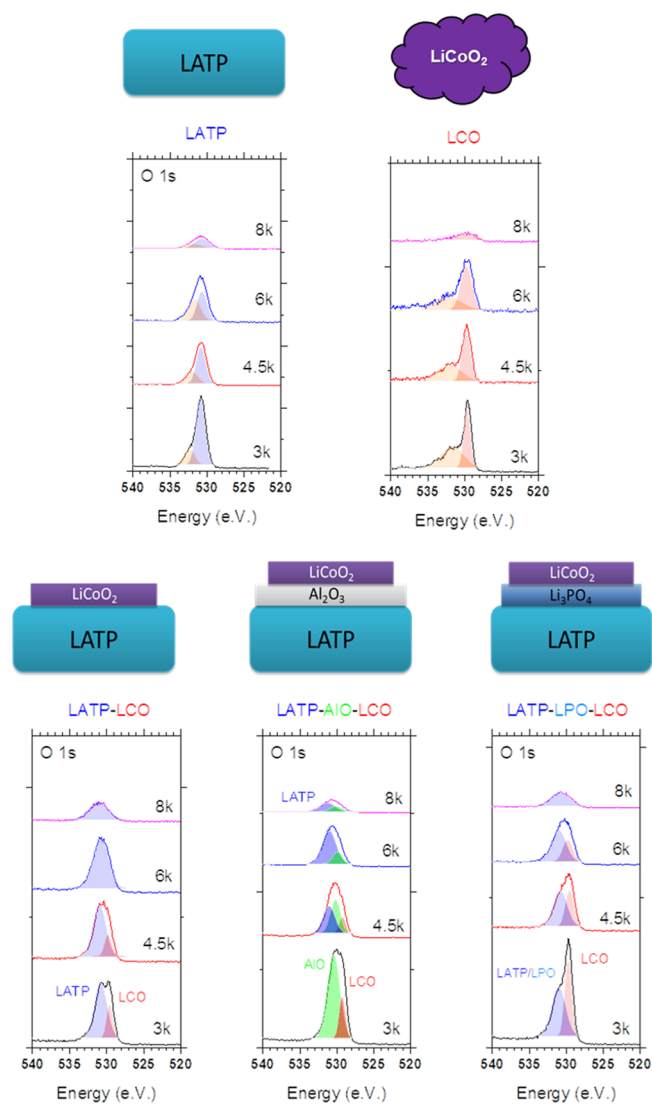 LATP
LiCoO2
LATP
LCO
O 1s
8k
6k
4.5k
3k
540 535 530 525 520
Energy (e.V.)
8k
6k
4.5k
3k
540 535 530 525 520
Energy (e.V.)
LiCoO2
LATP
LiCoO2
Al2O3
LATP
LiCoO2
Li3PO4
LATP
LATP-LCO
O 1s
8k
6k
4.5k
LATP
LCO
3k
540 535 530 525 520
Energy (e.V.)
LATP-AlO-LCO
O 1s
LATP
8k
6k
4.5k
AlO
LCO
3k
540 535 530 525 520
Energy (e.V.)
LATP-LPO-LCO
O 1s
8k
6k
4.5k
LATP/LPO
LCO
3k
540 535 530 525 520
Energy (e.V.)